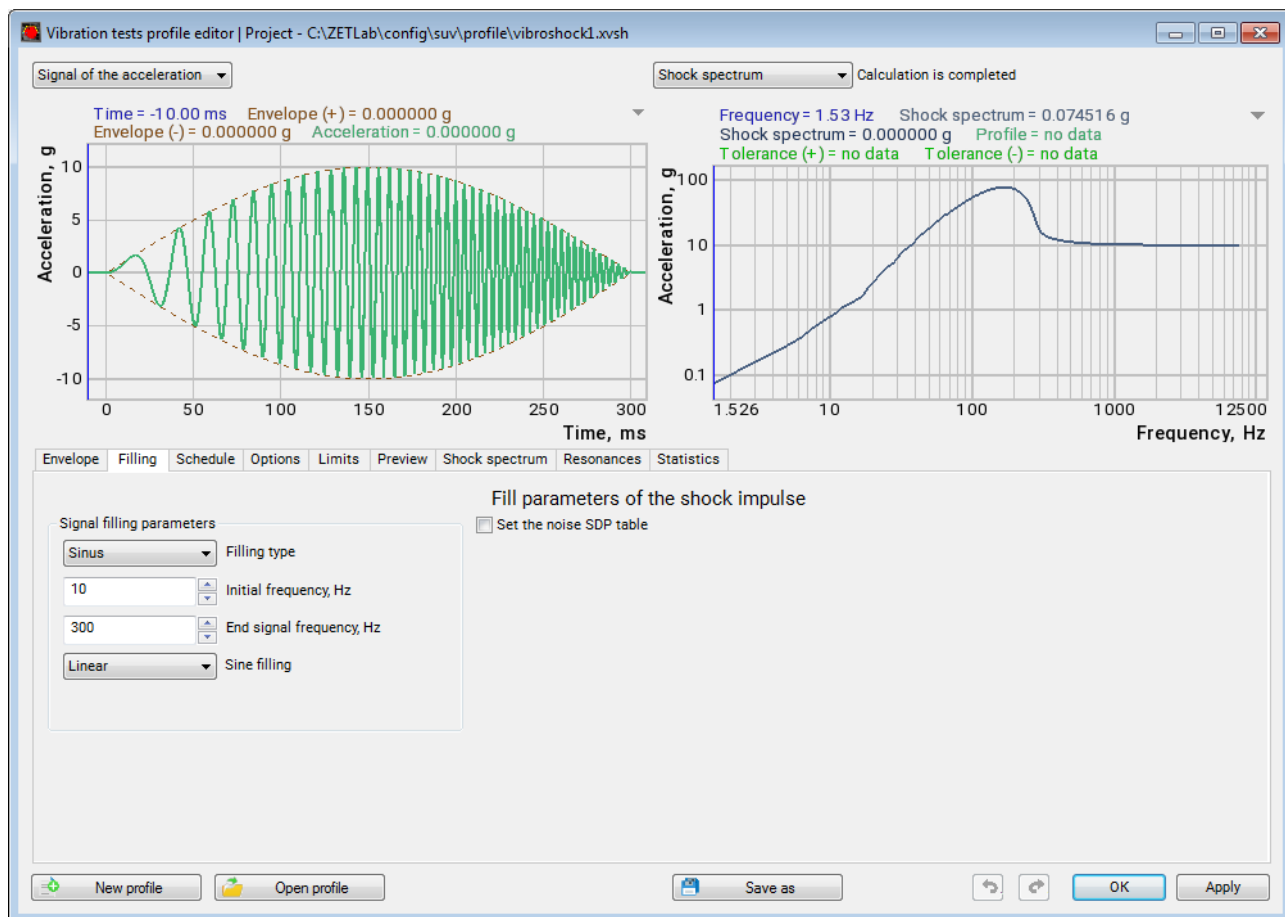 Vibration tests profile editor | Project - C:\ZETLab\config\suv\profile\vibroshock1.xvsh
Signal of the acceleration
Shock spectrum
Calculation is completed
Time = -10.00 ms Envelope (+) = 0.000000 g
Envelope (-) = 0.000000 g Acceleration = 0.000000 g
Acceleration, g
10
5
0
-5
-10
0 50 100 150 200 250 300
Time, ms
Frequency = 1.53 Hz Shock spectrum = 0.074516 g
Shock spectrum = 0.000000 g Profile = no data
Tolerance (+) = no data Tolerance (-) = no data
Acceleration, g
100
10
1
0.1
1.526 10 100 1000 12500
Frequency, Hz
Envelope Filling Schedule Options Limits Preview Shock spectrum Resonances Statistics
Fill parameters of the shock impulse
Signal filling parameters
Set the noise SDP table
Sinus Filling type
10 Initial frequency, Hz
300 End signal frequency, Hz
Linear Sine filling
New profile Open profile Save as OK Apply